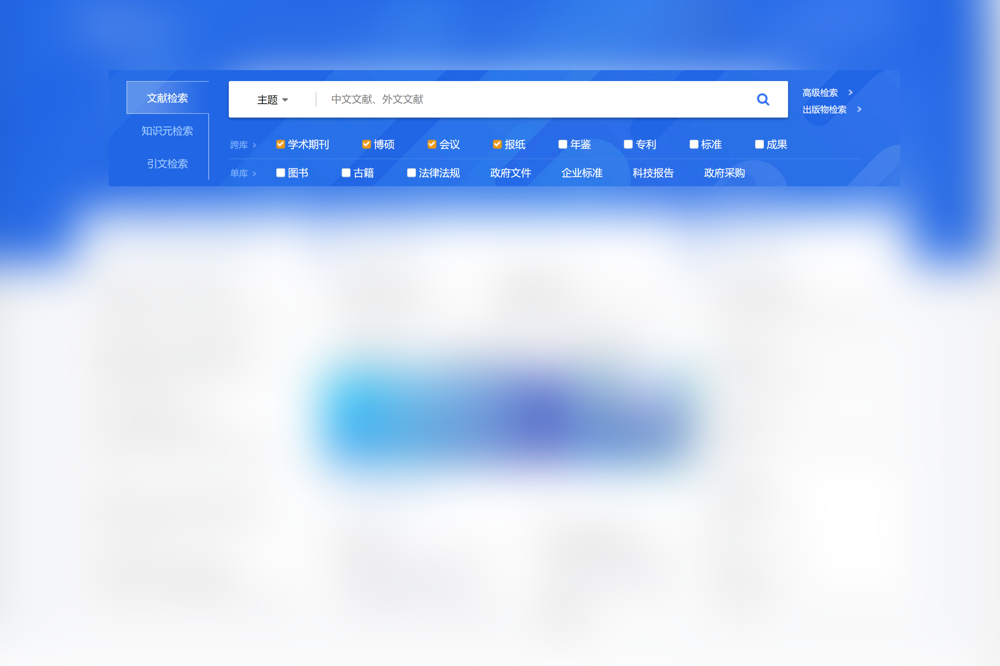 文献检索
知识元检索
引文检索
主题 中文文献、外文文献
高级检索
出版物检索
跨库 学术期刊 博硕 会议 报纸 年鉴 专利 标准 成果
单库 图书 古籍 法律法规 政府文件 企业标准 科技报告 政府采购